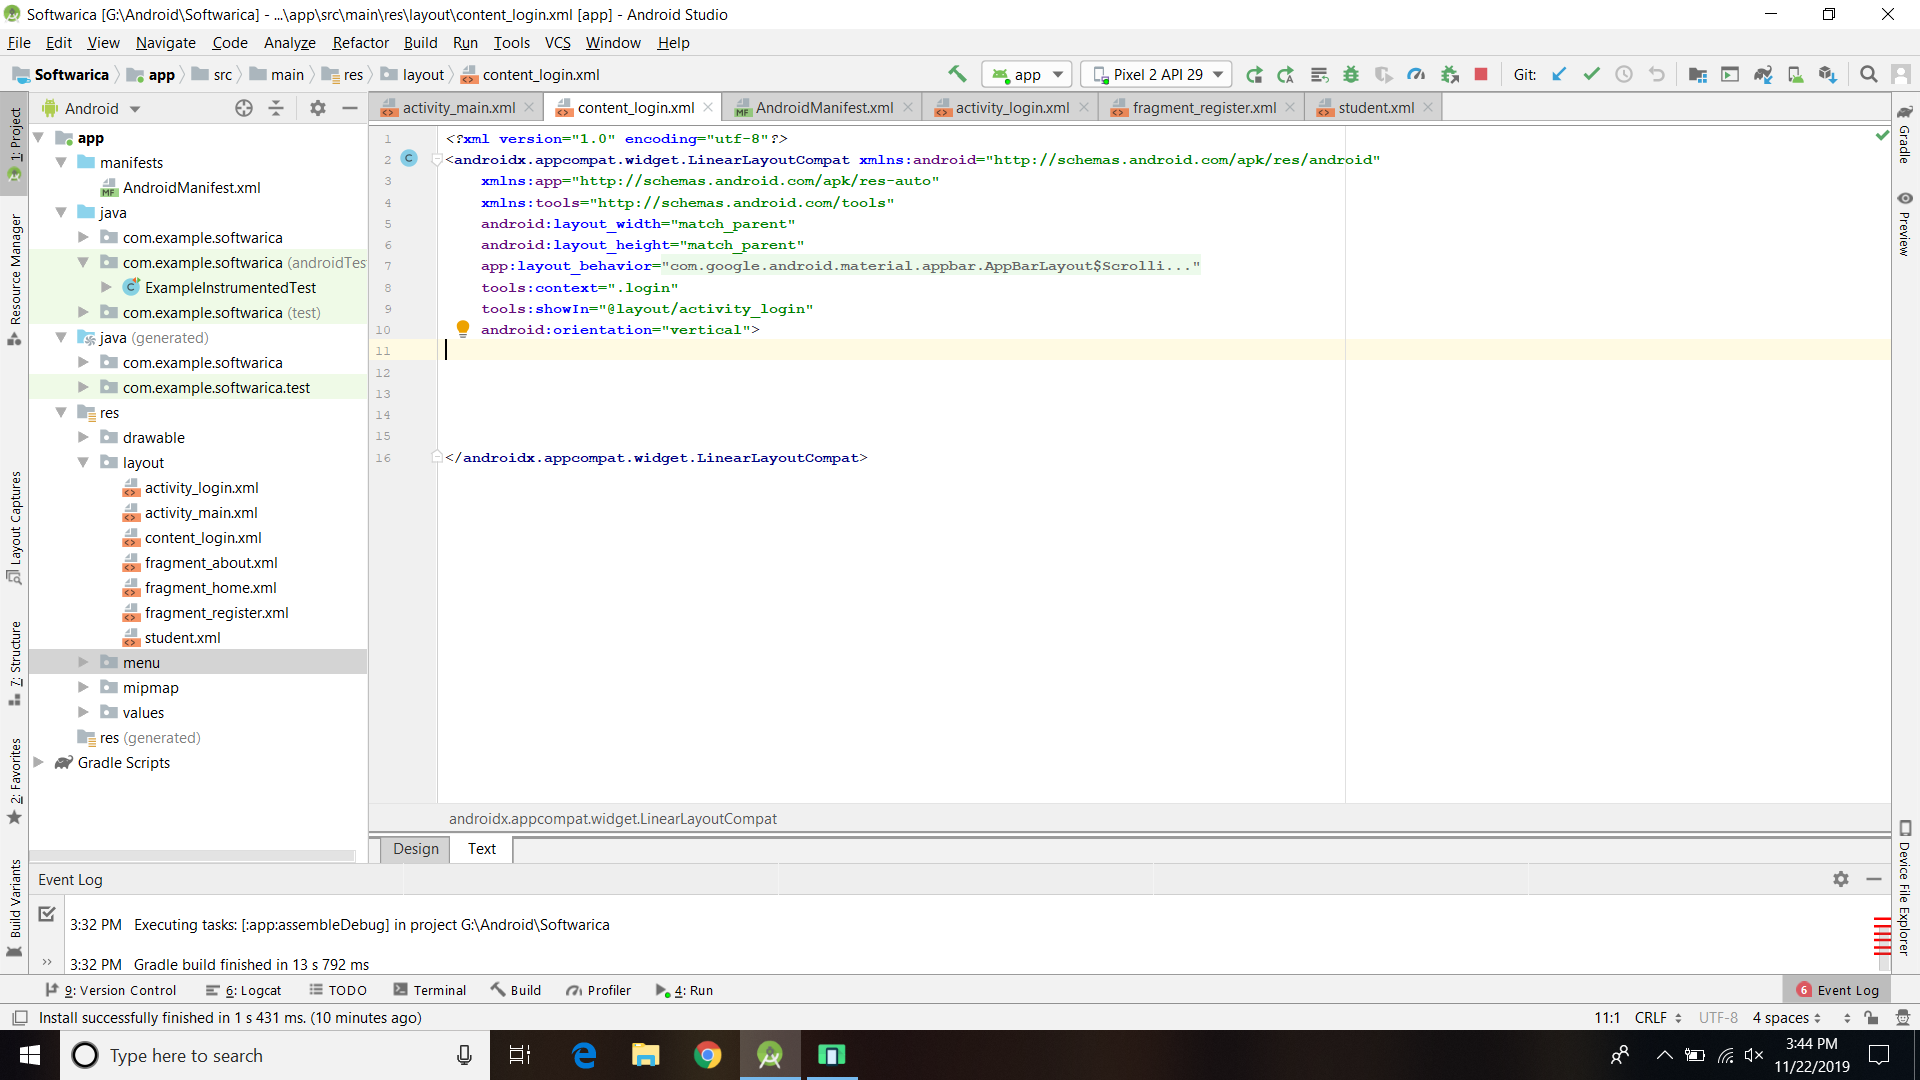 Softwarica [G:\Android\Softwarica] - ...\app\src\main\res\layout\content_login.xml [app] - Android Studio
File Edit View Navigate Code Analyze Refactor Build Run Tools VCS Window Help
Softwarica app src main res layout content_login.xml app Pixel 2 API 29 Git:
1: Project
Resource Manager
Layout Captures
7: Structure
2: Favorites
Build Variants
Android
app
manifests
AndroidManifest.xml
java
com.example.softwarica
com.example.softwarica (androidTes
ExampleInstrumentedTest
com.example.softwarica (test)
java (generated)
com.example.softwarica
com.example.softwarica.test
res
drawable
layout
activity_login.xml
activity_main.xml
content_login.xml
fragment_about.xml
fragment_home.xml
fragment_register.xml
student.xml
menu
mipmap
values
res (generated)
Gradle Scripts
activity_main.xml content_login.xml AndroidManifest.xml activity_login.xml fragment_register.xml student.xml
1 <?xml version="1.0" encoding="utf-8"?>
2 <androidx.appcompat.widget.LinearLayoutCompat xmlns:android="http://schemas.android.com/apk/res/android"
3 xmlns:app="http://schemas.android.com/apk/res-auto"
4 xmlns:tools="http://schemas.android.com/tools"
5 android:layout_width="match_parent"
6 android:layout_height="match_parent"
7 app:layout_behavior="com.google.android.material.appbar.AppBarLayout$Scrolli..."
8 tools:context=".login"
9 tools:showIn="@layout/activity_login"
10 android:orientation="vertical">
11
12
13
14
15
16 </androidx.appcompat.widget.LinearLayoutCompat>
androidx.appcompat.widget.LinearLayoutCompat
Design Text
Gradle
Preview
Device File Explorer
Event Log
3:32 PM Executing tasks: [:app:assembleDebug] in project G:\Android\Softwarica
3:32 PM Gradle build finished in 13 s 792 ms
9: Version Control 6: Logcat TODO Terminal Build Profiler 4: Run 6 Event Log
Install successfully finished in 1 s 431 ms. (10 minutes ago) 11:1 CRLF UTF-8 4 spaces
Type here to search
3:44 PM
11/22/2019